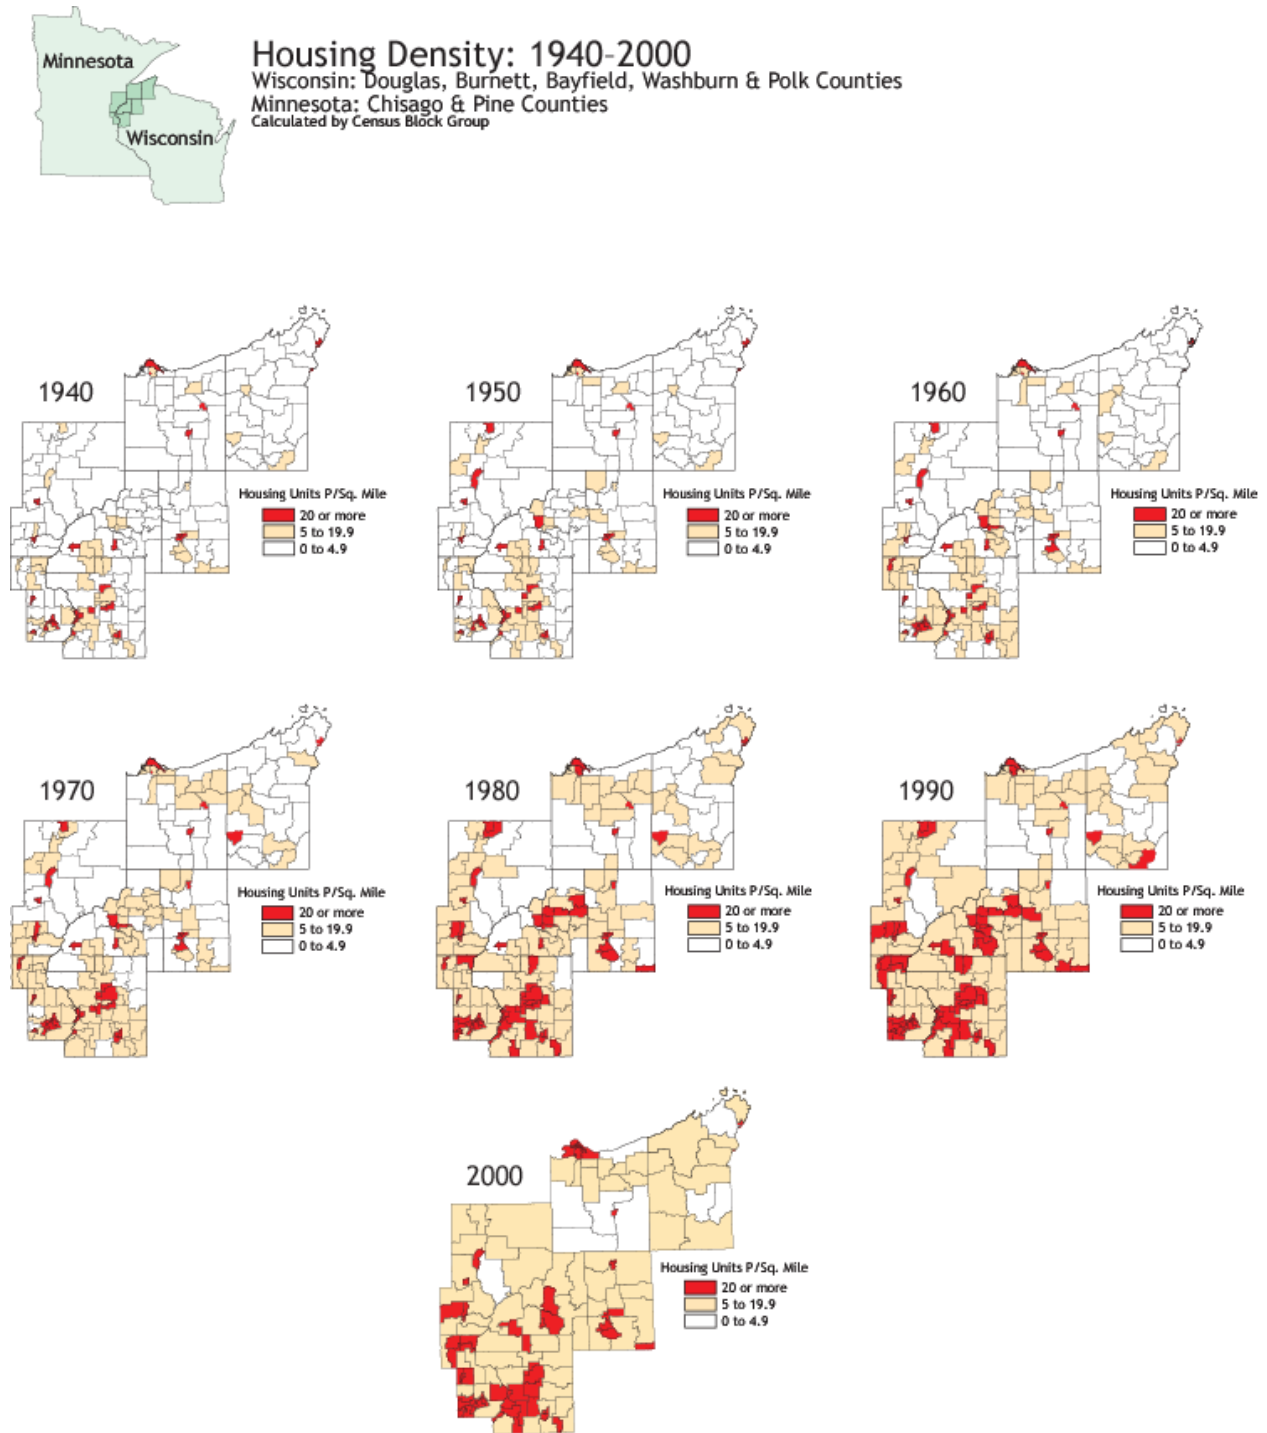 Minnesota
Wisconsin
Housing Density: 1940-2000
Wisconsin: Douglas, Burnett, Bayfield, Washburn & Polk Counties
Minnesota: Chisago & Pine Counties
Calculated by Census Block Group
1940
Housing Units P/Sq. Mile
20 or more
5 to 19.9
0 to 4.9
1950
Housing Units P/Sq. Mile
20 or more
5 to 19.9
0 to 4.9
1960
Housing Units P/Sq. Mile
20 or more
5 to 19.9
0 to 4.9
1970
Housing Units P/Sq. Mile
20 or more
5 to 19.9
0 to 4.9
1980
Housing Units P/Sq. Mile
20 or more
5 to 19.9
0 to 4.9
1990
Housing Units P/Sq. Mile
20 or more
5 to 19.9
0 to 4.9
2000
Housing Units P/Sq. Mile
20 or more
5 to 19.9
0 to 4.9